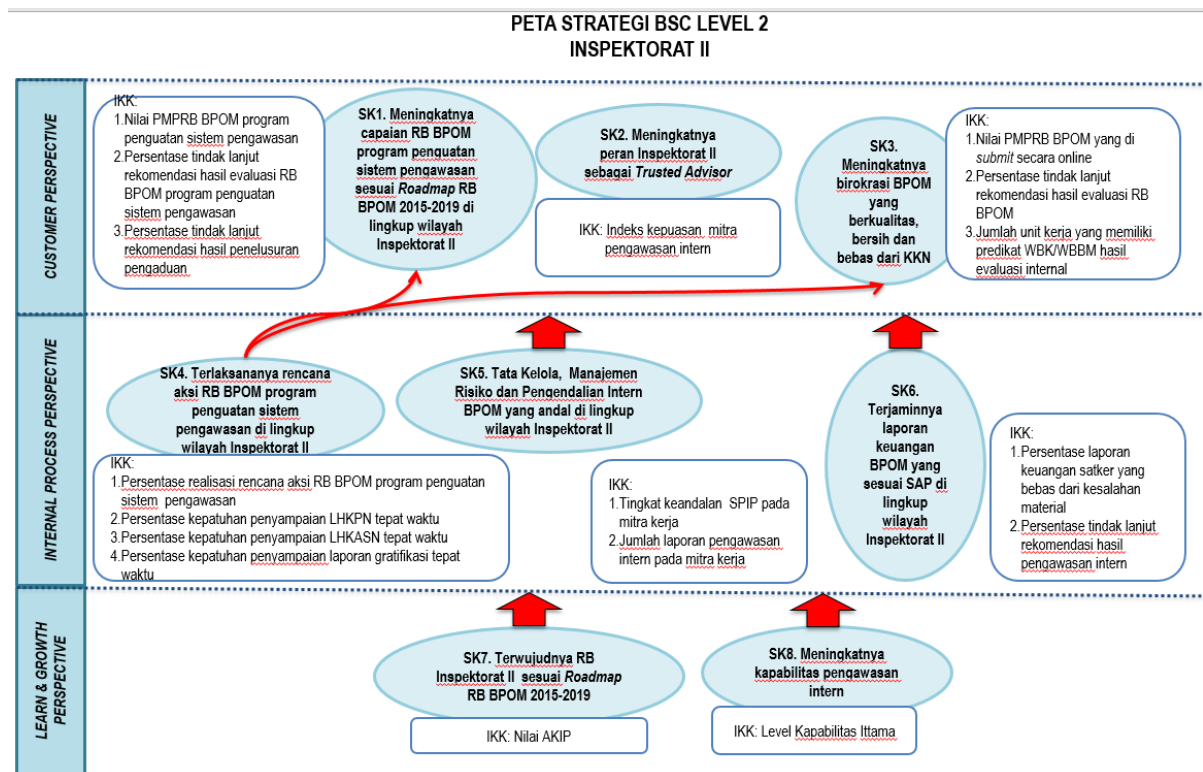 PETA STRATEGI BSC LEVEL 2
INSPEKTORAT II
CUSTOMER PERSPECTIVE
IKK:
1.Nilai PMPRB BPOM program
penguatan sistem pengawasan
2.Persentase tindak lanjut
rekomendasi hasil evaluasi RB
BPOM program penguatan
sistem pengawasan
3.Persentase tindak lanjut
rekomendasi hasil penelusuran
pengaduan
SK1. Meningkatnya
capaian RB BPOM
program penguatan
sistem pengawasan
sesuai Roadmap RB
BPOM 2015-2019 di
lingkup wilayah
Inspektorat II
SK2. Meningkatnya
peran Inspektorat II
sebagai Trusted Advisor
IKK: Indeks kepuasan mitra
pengawasan intern
SK3.
Meningkatnya
birokrasi BPOM
yang
berkualitas,
bersih dan
bebas dari KKN
IKK:
1.Nilai PMPRB BPOM yang di
submit secara online
2.Persentase tindak lanjut
rekomendasi hasil evaluasi RB
BPOM
3.Jumlah unit kerja yang memiliki
predikat WBK/WBBM hasil
evaluasi internal
INTERNAL PROCESS PERSPECTIVE
SK4. Terlaksananya rencana
aksi RB BPOM program
penguatan sistem
pengawasan di lingkup
wilayah Inspektorat II
IKK:
1.Persentase realisasi rencana aksi RB BPOM program penguatan
sistem pengawasan
2.Persentase kepatuhan penyampaian LHKPN tepat waktu
3.Persentase kepatuhan penyampaian LHKASN tepat waktu
4.Persentase kepatuhan penyampaian laporan gratifikasi tepat
waktu
SK5. Tata Kelola, Manajemen
Risiko dan Pengendalian Intern
BPOM yang andal di lingkup
wilayah Inspektorat II
IKK:
1.Tingkat keandalan SPIP pada
mitra kerja
2.Jumlah laporan pengawasan
intern pada mitra kerja
SK6.
Terjaminnya
laporan
keuangan
BPOM yang
sesuai SAP di
lingkup
wilayah
Inspektorat II
IKK:
1.Persentase laporan
keuangan satker yang
bebas dari kesalahan
material
2.Persentase tindak lanjut
rekomendasi hasil
pengawasan intern
LEARN & GROWTH
PERSPECTIVE
SK7. Terwujudnya RB
Inspektorat II sesuai Roadmap
RB BPOM 2015-2019
IKK: Nilai AKIP
SK8. Meningkatnya
kapabilitas pengawasan
intern
IKK: Level Kapabilitas Ittama